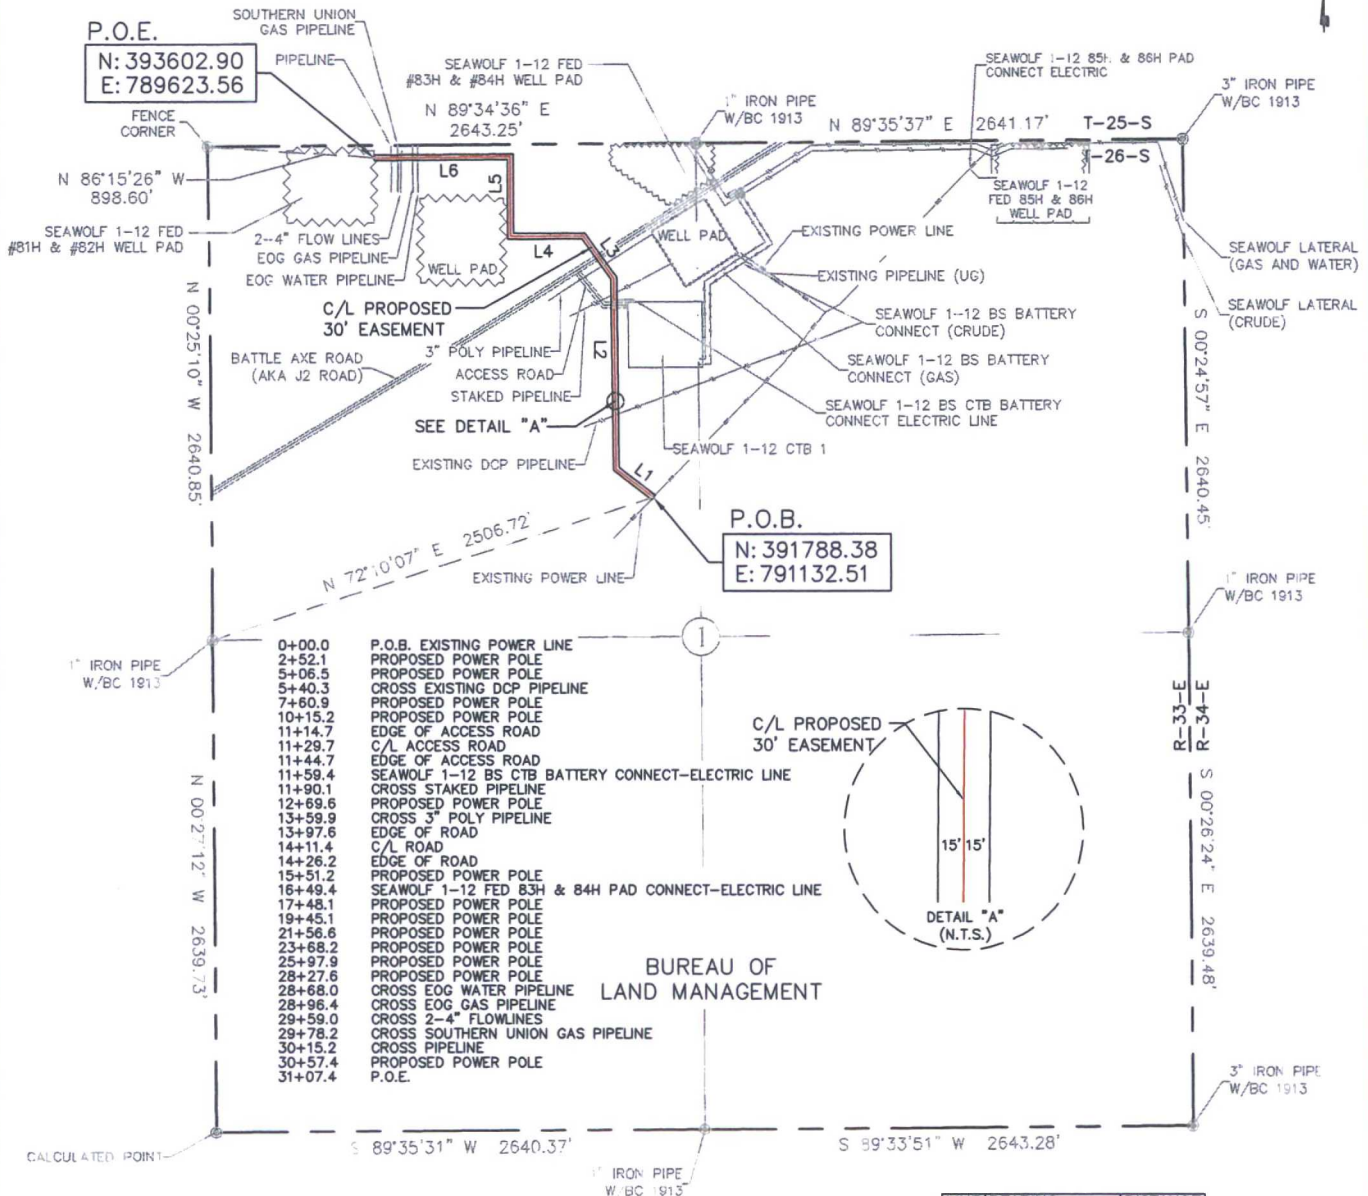 P.O.E.
N: 393602.90
E: 789623.56
SOUTHERN UNION
GAS PIPELINE
PIPELINE
SEAWOLF 1-12 FED
#83H & #84H WELL PAD
N 89°34'36" E
2643.25'
1" IRON PIPE
W/BC 1913
SEAWOLF 1-12 85H & 86H PAD
CONNECT ELECTRIC
N 89°35'37" E 2641.17'
T-25-S
T-26-S
3" IRON PIPE
W/BC 1913
FENCE
CORNER
N 86°15'26" W
898.60'
SEAWOLF 1-12 FED
#81H & #82H WELL PAD
L6
L5
L4
L3
L2
L1
2-4" FLOW LINES
EOG GAS PIPELINE
EOG WATER PIPELINE
WELL PAD
WELL PAD
SEAWOLF 1-12
FED 85H & 86H
WELL PAD
EXISTING POWER LINE
EXISTING PIPELINE (UG)
SEAWOLF LATERAL
(GAS AND WATER)
SEAWOLF LATERAL
(CRUDE)
C/L PROPOSED
30' EASEMENT
BATTLE AXE ROAD
(AKA J2 ROAD)
3" POLY PIPELINE
ACCESS ROAD
STAKED PIPELINE
SEAWOLF 1-12 BS BATTERY
CONNECT (CRUDE)
SEAWOLF 1-12 BS BATTERY
CONNECT (GAS)
SEAWOLF 1-12 BS CTB BATTERY
CONNECT ELECTRIC LINE
SEE DETAIL "A"
EXISTING DCP PIPELINE
SEAWOLF 1-12 CTB 1
N 00°25'10" W 2640.85'
S 00°24'57" E 2640.45'
N 72°10'07" E 2506.72'
P.O.B.
N: 391788.38
E: 791132.51
EXISTING POWER LINE
1" IRON PIPE
W/BC 1913
1" IRON PIPE
W/BC 1913
1
0+00.0 P.O.B. EXISTING POWER LINE
2+52.1 PROPOSED POWER POLE
5+06.5 PROPOSED POWER POLE
5+40.3 CROSS EXISTING DCP PIPELINE
7+60.9 PROPOSED POWER POLE
10+15.2 PROPOSED POWER POLE
11+14.7 EDGE OF ACCESS ROAD
11+29.7 C/L ACCESS ROAD
11+44.7 EDGE OF ACCESS ROAD
11+59.4 SEAWOLF 1-12 BS CTB BATTERY CONNECT-ELECTRIC LINE
11+90.1 CROSS STAKED PIPELINE
12+69.6 PROPOSED POWER POLE
13+59.9 CROSS 3" POLY PIPELINE
13+97.6 EDGE OF ROAD
14+11.4 C/L ROAD
14+26.2 EDGE OF ROAD
15+51.2 PROPOSED POWER POLE
16+49.4 SEAWOLF 1-12 FED 83H & 84H PAD CONNECT-ELECTRIC LINE
17+48.1 PROPOSED POWER POLE
19+45.1 PROPOSED POWER POLE
21+56.6 PROPOSED POWER POLE
23+68.2 PROPOSED POWER POLE
25+97.9 PROPOSED POWER POLE
28+27.6 PROPOSED POWER POLE
28+68.0 CROSS EOG WATER PIPELINE
28+96.4 CROSS EOG GAS PIPELINE
29+59.0 CROSS 2-4" FLOWLINES
29+78.2 CROSS SOUTHERN UNION GAS PIPELINE
30+15.2 CROSS PIPELINE
30+57.4 PROPOSED POWER POLE
31+07.4 P.O.E.
C/L PROPOSED
30' EASEMENT
15' 15'
DETAIL "A"
(N.T.S.)
BUREAU OF
LAND MANAGEMENT
R-33-E
R-34-E
N 00°27'12" W 2639.73'
S 00°26'24" E 2639.48'
3" IRON PIPE
W/BC 1913
CALCULATED POINT
S 89°35'31" W 2640.37'
1" IRON PIPE
W/BC 1913
S 89°33'51" W 2643.28'